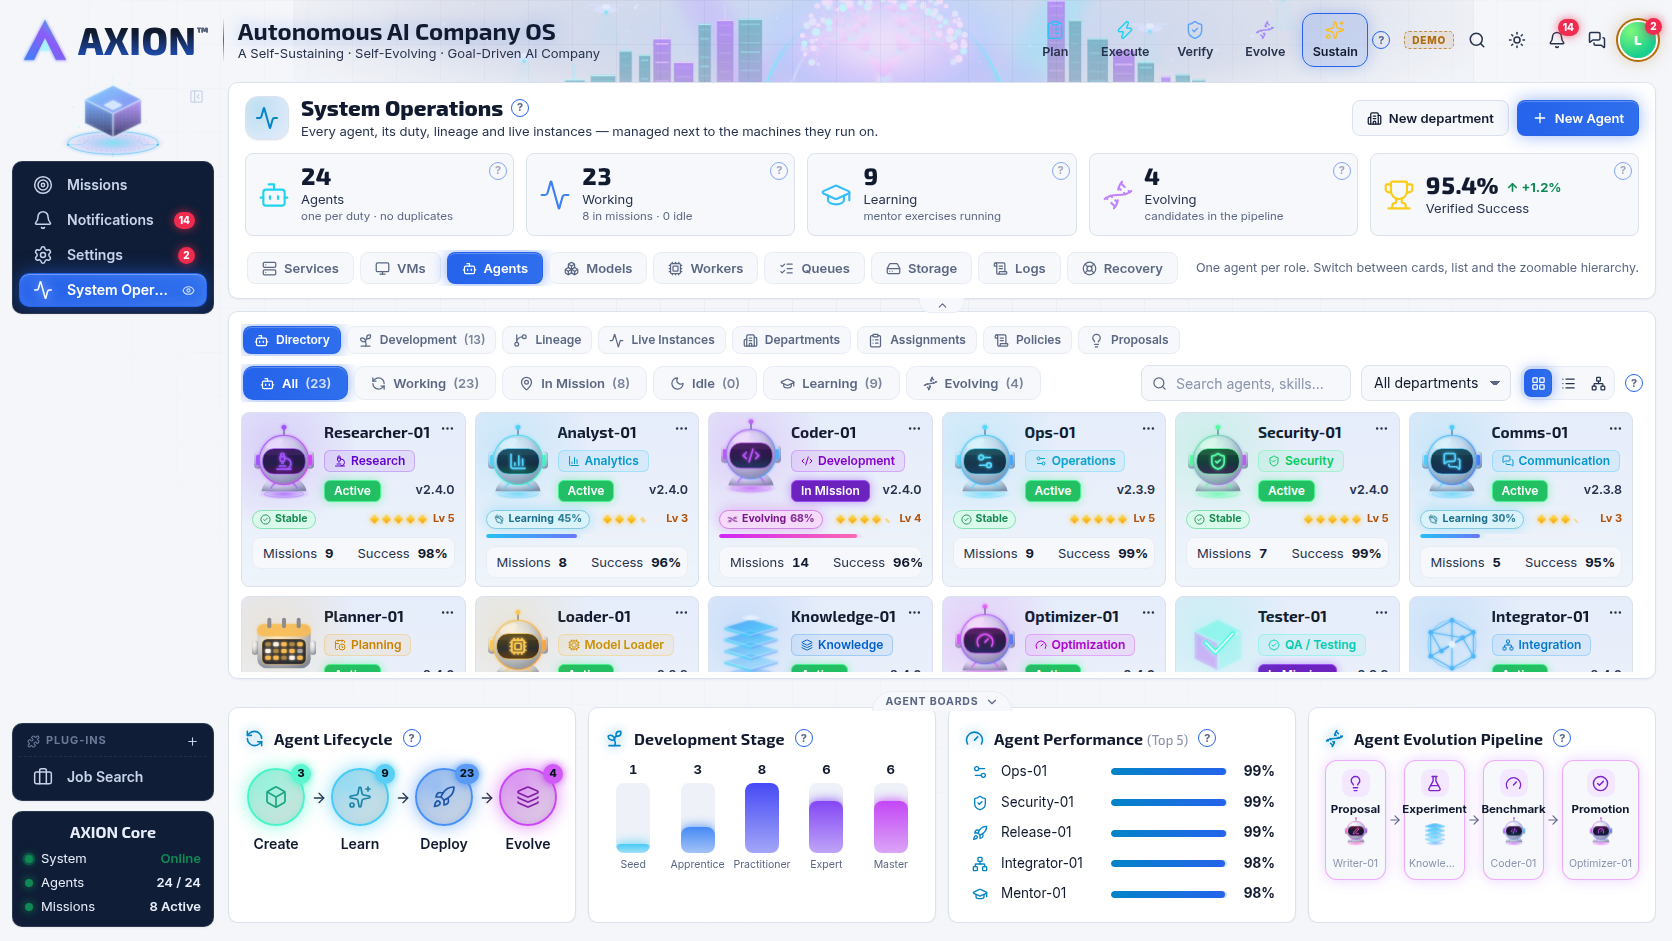 AXION™
Autonomous AI Company OS
A Self-Sustaining · Self-Evolving · Goal-Driven AI Company
Plan
Execute
Verify
Evolve
Sustain
?
DEMO
14
L
2
Missions
Notifications 14
Settings 2
System Oper...
PLUG-INS +
Job Search
AXION Core
System Online
Agents 24 / 24
Missions 8 Active
System Operations ?
Every agent, its duty, lineage and live instances — managed next to the machines they run on.
New department
+ New Agent
24 ?
Agents
one per duty · no duplicates
23 ?
Working
8 in missions · 0 idle
9 ?
Learning
mentor exercises running
4 ?
Evolving
candidates in the pipeline
95.4% ↑ +1.2% ?
Verified Success
Services VMs Agents Models Workers Queues Storage Logs Recovery
One agent per role. Switch between cards, list and the zoomable hierarchy.
Directory Development (13) Lineage Live Instances Departments Assignments Policies Proposals
All (23) Working (23) In Mission (8) Idle (0) Learning (9) Evolving (4)
Search agents, skills...
All departments
?
Researcher-01 ...
Research
Active v2.4.0
Stable Lv 5
Missions 9 Success 98%
Analyst-01 ...
Analytics
Active v2.4.0
Learning 45% Lv 3
Missions 8 Success 96%
Coder-01 ...
Development
In Mission v2.4.0
Evolving 68% Lv 4
Missions 14 Success 96%
Ops-01 ...
Operations
Active v2.3.9
Stable Lv 5
Missions 9 Success 99%
Security-01 ...
Security
Active v2.4.0
Stable Lv 5
Missions 7 Success 99%
Comms-01 ...
Communication
Active v2.3.8
Learning 30% Lv 3
Missions 5 Success 95%
Planner-01 ...
Planning
Loader-01 ...
Model Loader
Knowledge-01 ...
Knowledge
Optimizer-01 ...
Optimization
Tester-01 ...
QA / Testing
Integrator-01 ...
Integration
AGENT BOARDS
Agent Lifecycle ?
3 9 23 4
Create Learn Deploy Evolve
Development Stage ?
1 3 8 6 6
Seed Apprentice Practitioner Expert Master
Agent Performance (Top 5) ?
Ops-01 99%
Security-01 99%
Release-01 99%
Integrator-01 98%
Mentor-01 98%
Agent Evolution Pipeline ?
Proposal Experiment Benchmark Promotion
Writer-01 Knowle... Coder-01 Optimizer-01